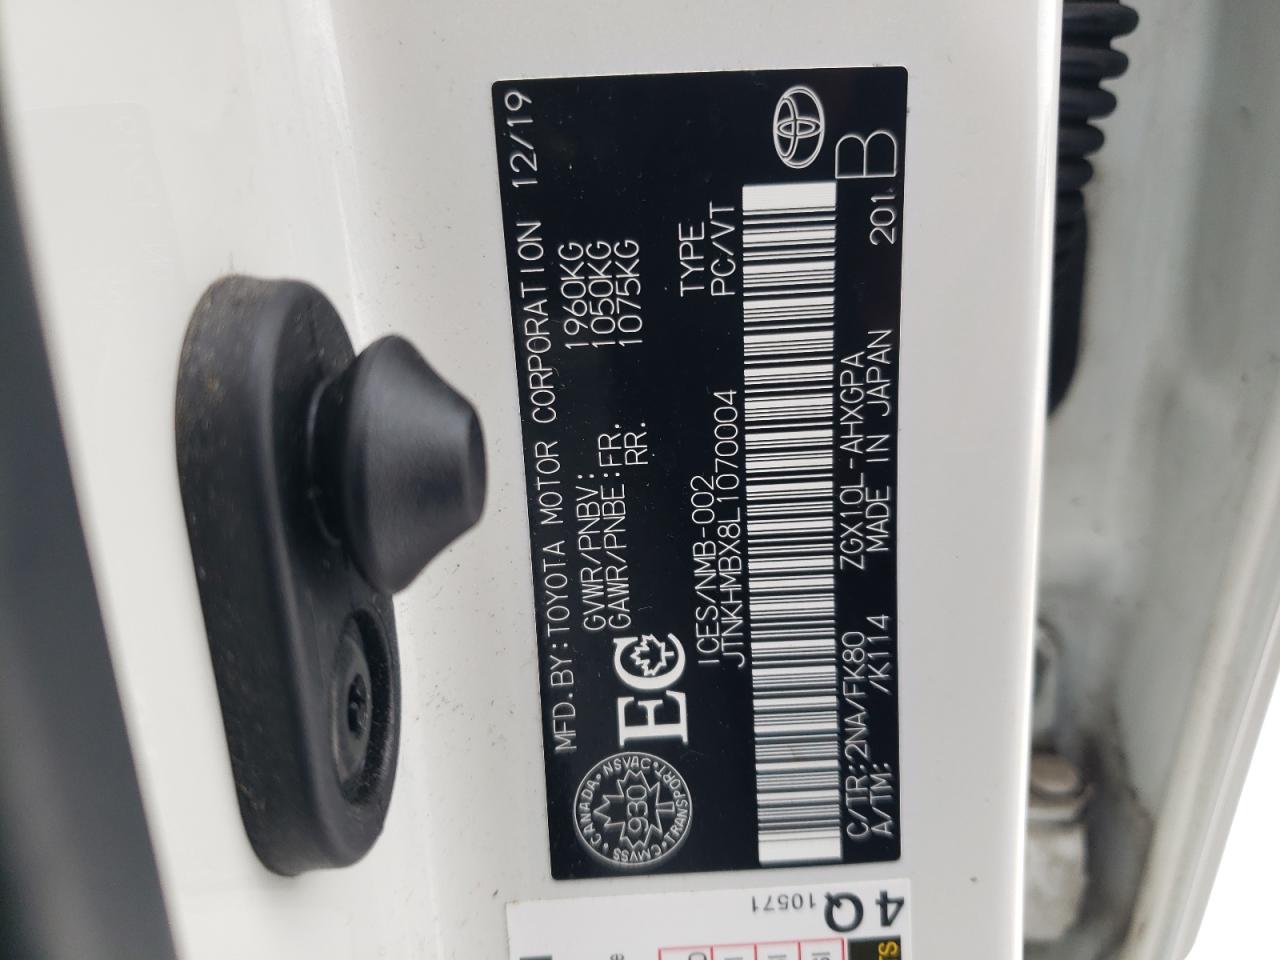 MFD. BY: TOYOTA MOTOR CORPORATION 12/19
GVWR/PNBV: 1960KG
GAWR/PNBE: FR. 1050KG
RR. 1075KG
EC
CANADA NSVAC TRANSPORT CMVSS
930
ICES/NMB-002 TYPE
JTNKHMBX8L1070004 PC/VT
C/TR: 2NA/FK80 ZGX10L-AHXGPA
A/TM: /K114 MADE IN JAPAN 201 B
4Q
10571